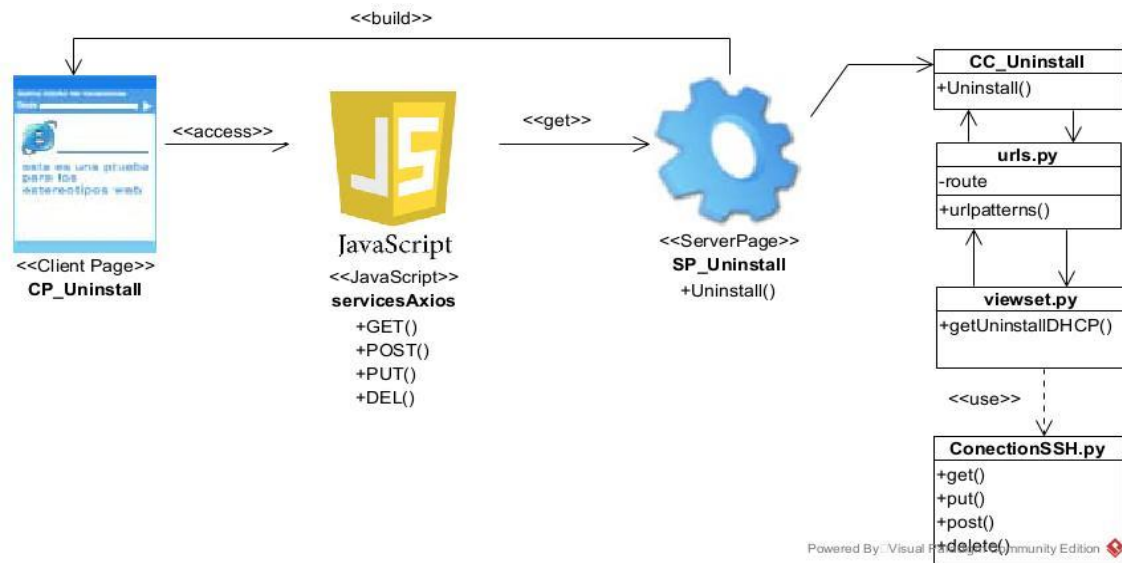 <<build>>
CC_Uninstall
+Uninstall()
<<access>>
<<get>>
este es una prueba
para los
estereotipos web
JS
JavaScript
urls.py
-route
+urlpatterns()
<<Client Page>>
CP_Uninstall
<<JavaScript>>
servicesAxios
+GET()
+POST()
+PUT()
+DEL()
<<ServerPage>>
SP_Uninstall
+Uninstall()
viewset.py
+getUninstallDHCP()
<<use>>
ConectionSSH.py
+get()
+put()
+post()
+delete()
Powered By Visual Paradigm Community Edition